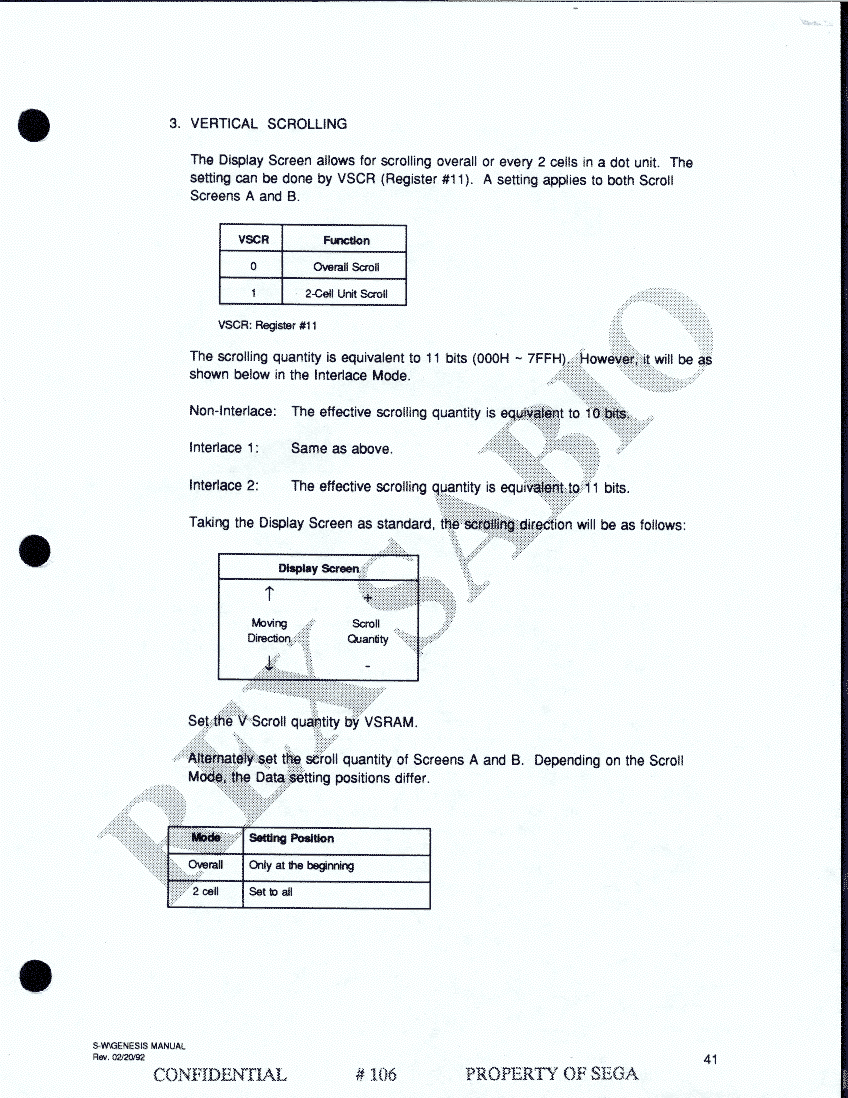 3. VERTICAL SCROLLING
The Display Screen allows for scrolling overall or every 2 cells in a dot unit. The
setting can be done by VSCR (Register #11). A setting applies to both Scroll
Screens A and B.
VSCR Function
0 Overall Scroll
1 2-Cell Unit Scroll
VSCR: Register #11
The scrolling quantity is equivalent to 11 bits (000H ~ 7FFH). However, it will be as
shown below in the Interlace Mode.
Non-Interlace: The effective scrolling quantity is equivalent to 10 bits.
Interlace 1: Same as above.
Interlace 2: The effective scrolling quantity is equivalent to 11 bits.
Taking the Display Screen as standard, the scrolling direction will be as follows:
Display Screen
↑ +
Moving Scroll
Direction Quantity
↓ -
Set the V Scroll quantity by VSRAM.
Alternately set the scroll quantity of Screens A and B. Depending on the Scroll
Mode, the Data setting positions differ.
Mode Setting Position
Overall Only at the beginning
2 cell Set to all
REX SABIO
S-W\GENESIS MANUAL
Rev. 02/20/92
41
CONFIDENTIAL # 106 PROPERTY OF SEGA